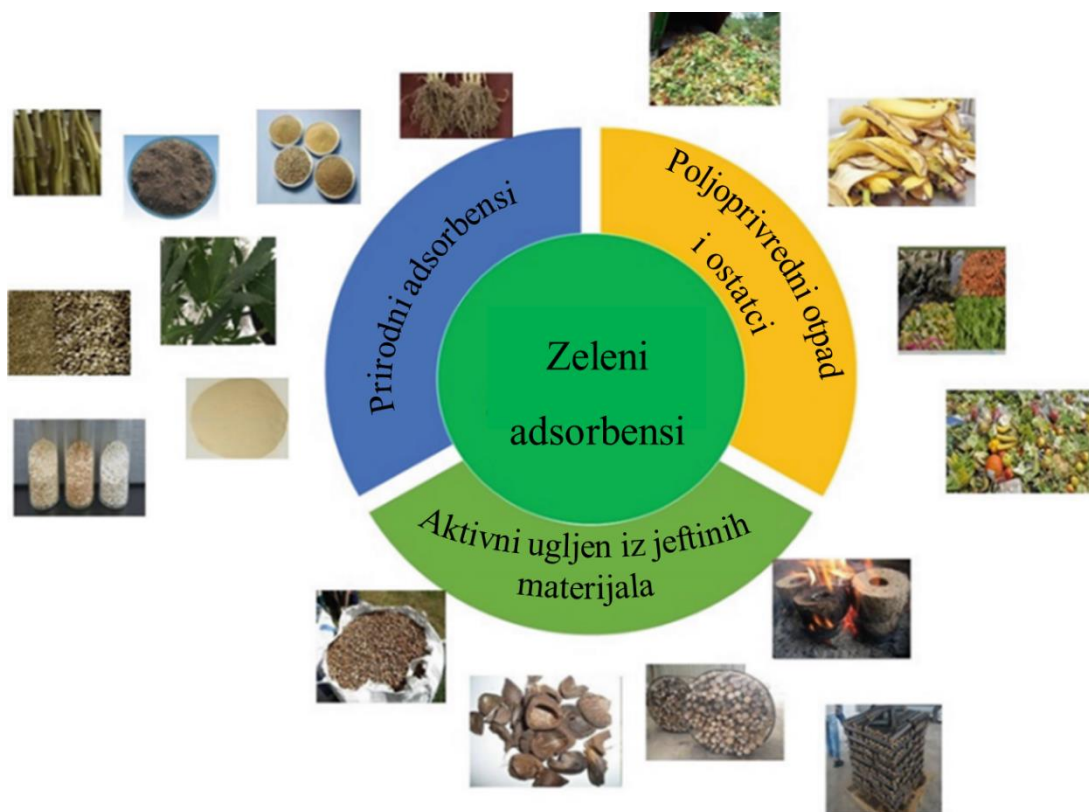 Prirodni adsorbensi
Poljoprivredni otpad
i ostatci
Zeleni
adsorbensi
Aktivni ugljen iz jeftinih
materijala